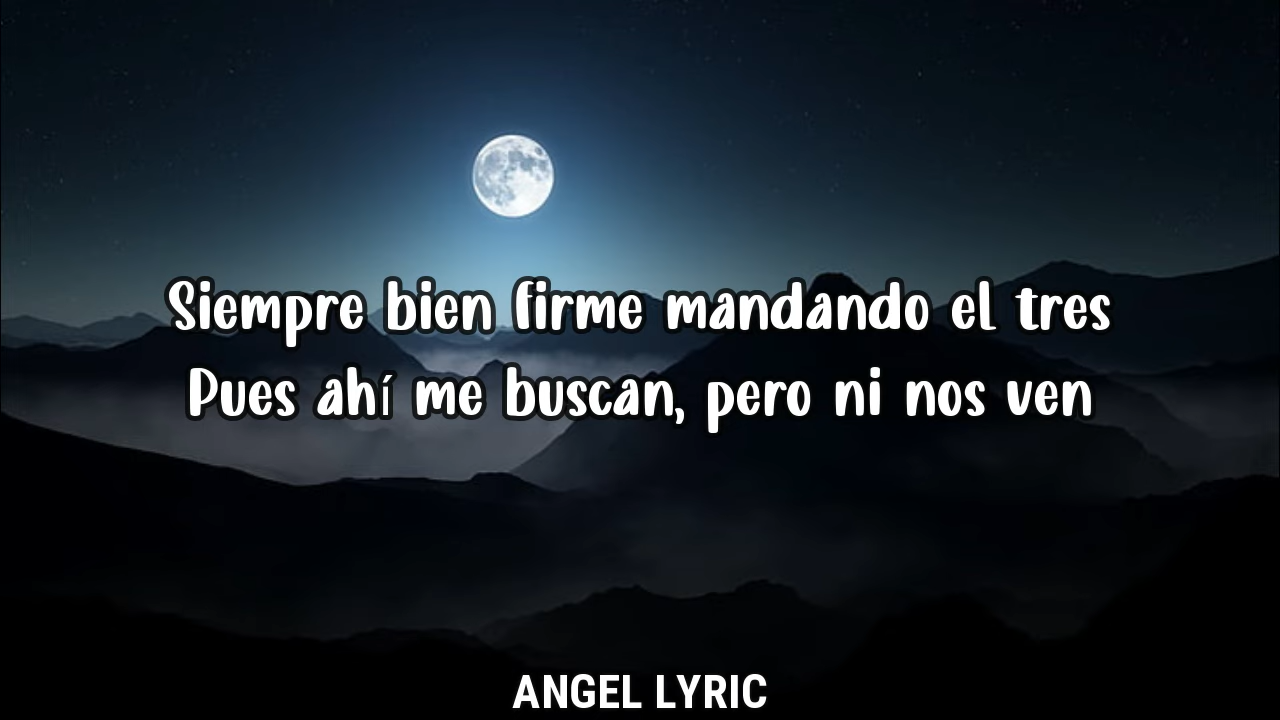 Siempre bien firme mandando el tres
Pues ahí me buscan, pero ni nos ven
ANGEL LYRIC